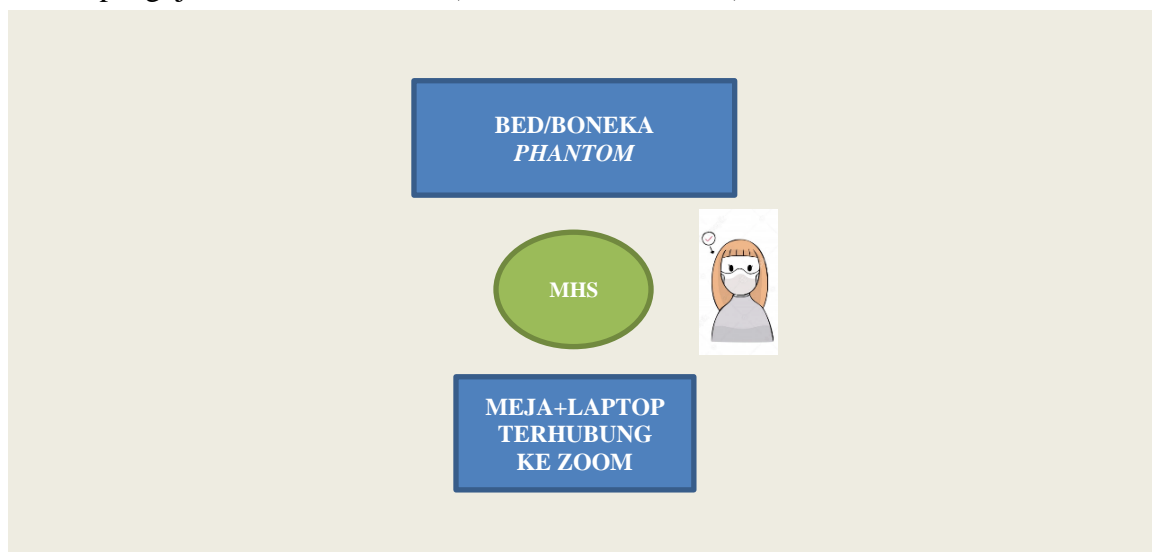 BED/BONEKA
PHANTOM
MHS
MEJA+LAPTOP
TERHUBUNG
KE ZOOM